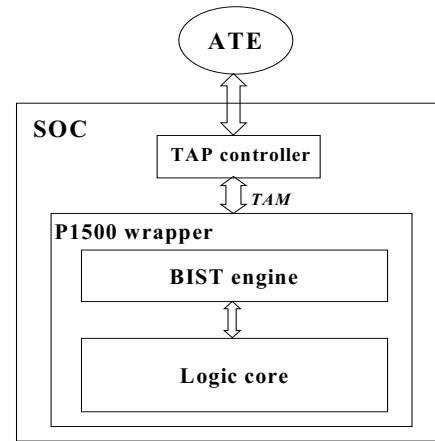 ATE
SOC
TAP controller
TAM
P1500 wrapper
BIST engine
Logic core